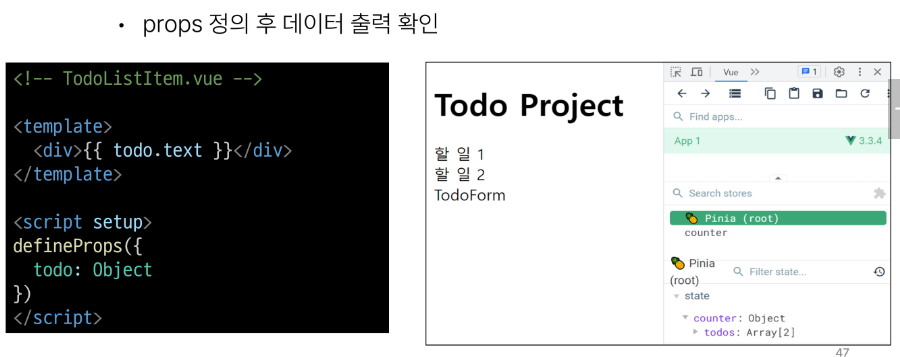 • props 정의 후 데이터 출력 확인
<!-- TodoListItem.vue -->
<template>
  <div>{{ todo.text }}</div>
</template>
<script setup>
defineProps({
  todo: Object
})
</script>
Todo Project
할 일 1
할 일 2
TodoForm
Vue
1
Find apps...
App 1
3.3.4
Search stores
Pinia (root)
counter
Pinia
(root)
Filter state...
state
counter: Object
todos: Array[2]
47